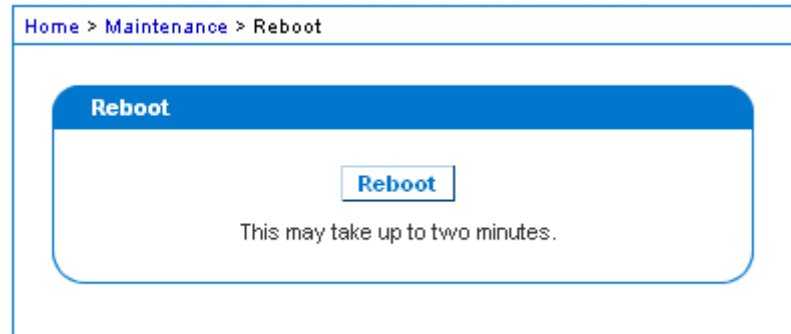 Home > Maintenance > Reboot
Reboot
Reboot
This may take up to two minutes.